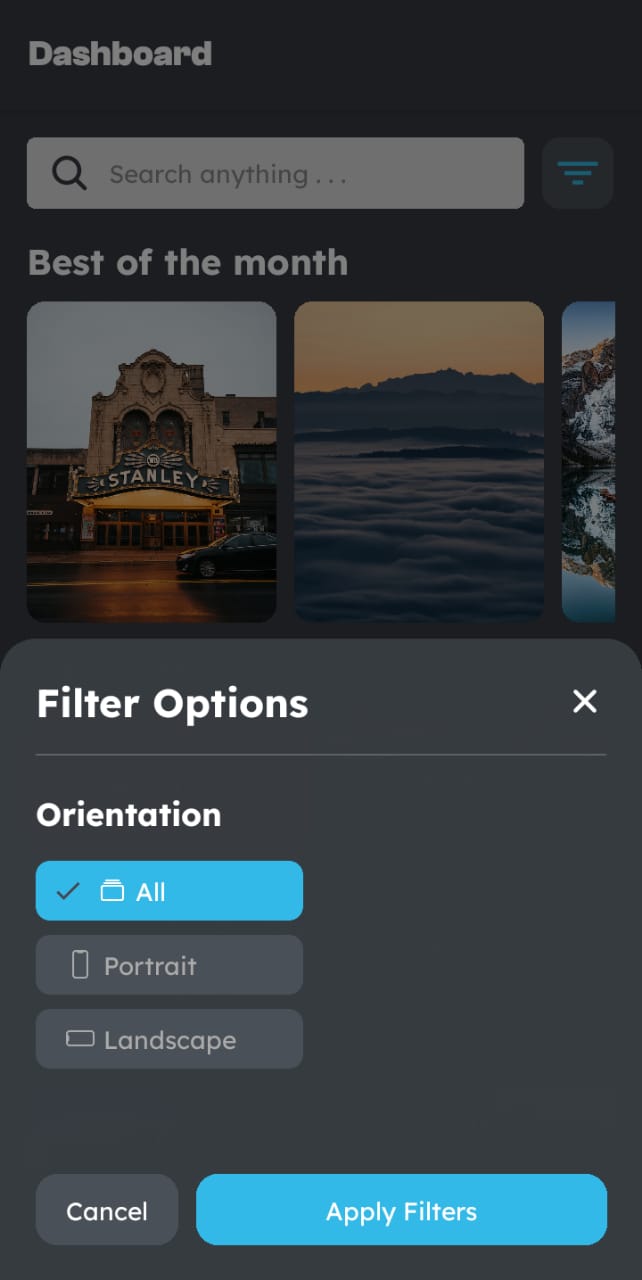 Dashboard
Search anything . . .
Best of the month
STANLEY
Filter Options
Orientation
All
Portrait
Landscape
Cancel
Apply Filters